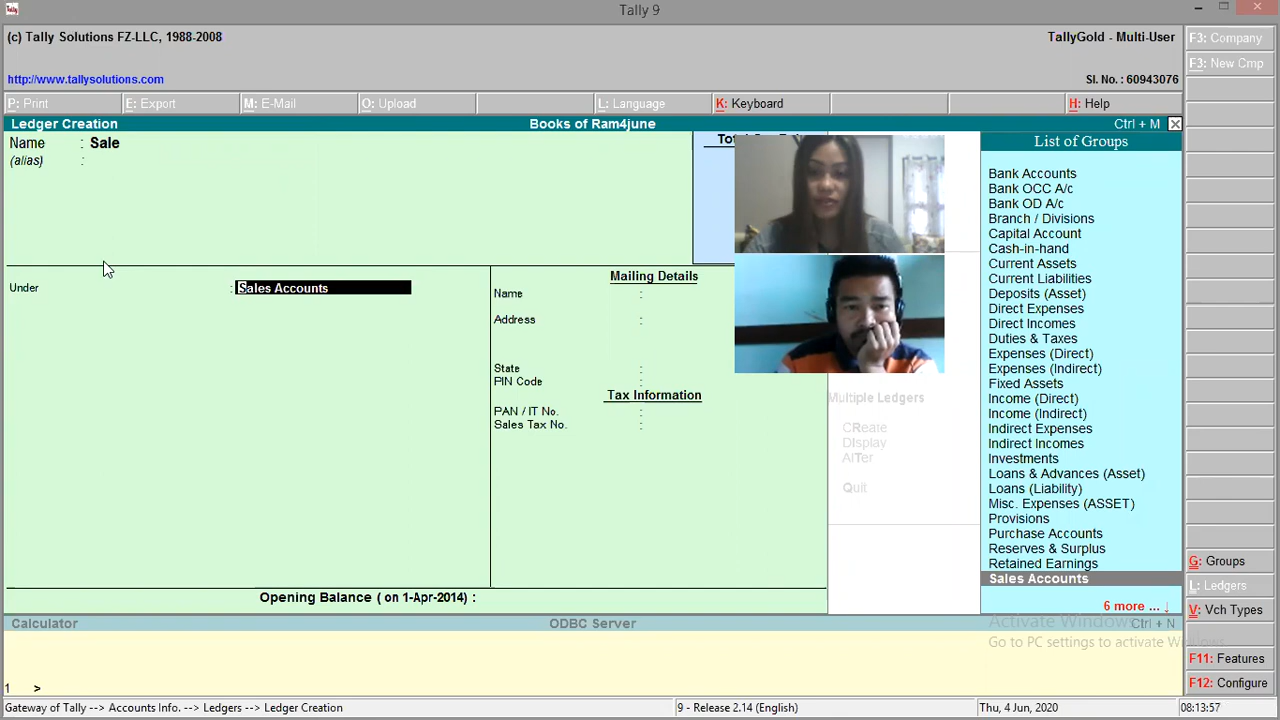 Tally
Tally 9
(c) Tally Solutions FZ-LLC, 1988-2008
TallyGold - Multi-User
F3: Company
F3: New Cmp
http://www.tallysolutions.com
Sl. No. : 60943076
P: Print
E: Export
M: E-Mail
O: Upload
L: Language
K: Keyboard
H: Help
Ledger Creation
Books of Ram4june
Ctrl + M
Name : Sale
(alias) :
List of Groups
Bank Accounts
Bank OCC A/c
Bank OD A/c
Branch / Divisions
Capital Account
Cash-in-hand
Current Assets
Current Liabilities
Deposits (Asset)
Direct Expenses
Direct Incomes
Duties & Taxes
Expenses (Direct)
Expenses (Indirect)
Fixed Assets
Income (Direct)
Income (Indirect)
Indirect Expenses
Indirect Incomes
Investments
Loans & Advances (Asset)
Loans (Liability)
Misc. Expenses (ASSET)
Provisions
Purchase Accounts
Reserves & Surplus
Retained Earnings
Sales Accounts
6 more ... ↓
Under : Sales Accounts
Mailing Details
Name :
Address :
State :
PIN Code :
Tax Information
PAN / IT No. :
Sales Tax No. :
Multiple Ledgers
CReate
DIsplay
AlTer
Quit
Opening Balance ( on 1-Apr-2014) :
G: Groups
L: Ledgers
V: Vch Types
F11: Features
F12: Configure
Calculator
ODBC Server
Ctrl + N
Activate Windows
Go to PC settings to activate Windows.
1 >
Gateway of Tally --> Accounts Info. --> Ledgers --> Ledger Creation
9 - Release 2.14 (English)
Thu, 4 Jun, 2020
08:13:57